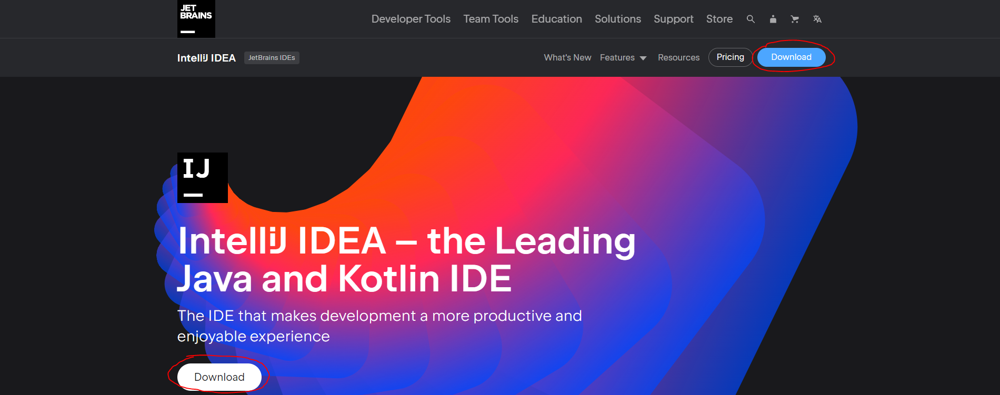 JET
BRAINS
Developer Tools Team Tools Education Solutions Support Store
IntelliJ IDEA JetBrains IDEs What's New Features Resources Pricing Download
IJ
IntelliJ IDEA – the Leading
Java and Kotlin IDE
The IDE that makes development a more productive and
enjoyable experience
Download